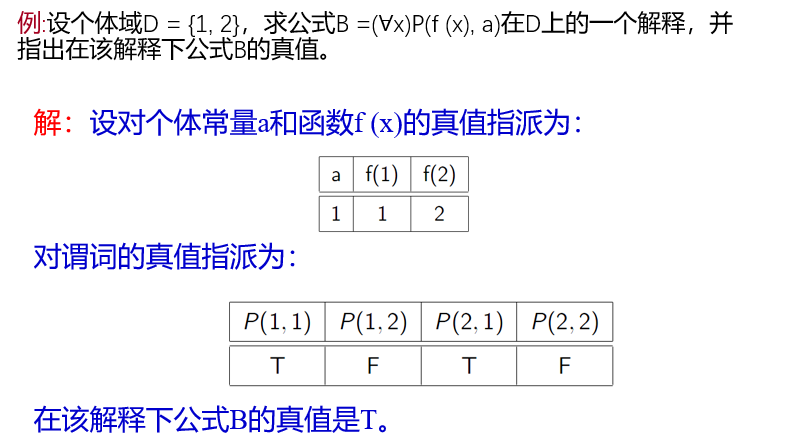 例:设个体域D = {1, 2}，求公式B =(∀x)P(f (x), a)在D上的一个解释，并
指出在该解释下公式B的真值。
解：设对个体常量a和函数f (x)的真值指派为：
a f(1) f(2)
1 1 2
对谓词的真值指派为：
P(1, 1) P(1, 2) P(2, 1) P(2, 2)
T F T F
在该解释下公式B的真值是T。